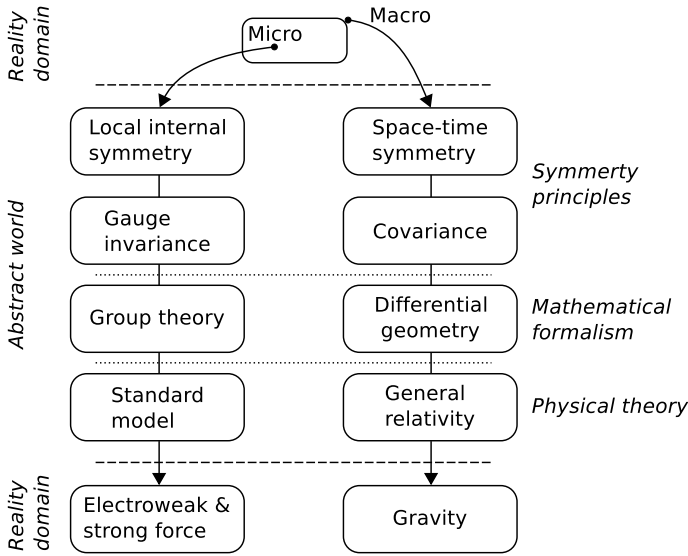 Reality
domain
Micro
Macro
Local internal
symmetry
Space-time
symmetry
Symmerty
principles
Gauge
invariance
Covariance
Abstract world
Group theory
Differential
geometry
Mathematical
formalism
Standard
model
General
relativity
Physical theory
Reality
domain
Electroweak &
strong force
Gravity